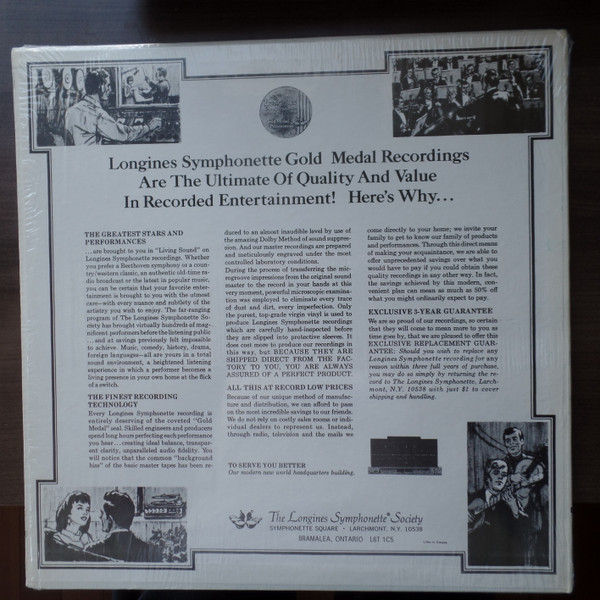 Longines Symphonette Gold Medal Recordings
Are The Ultimate Of Quality And Value
In Recorded Entertainment! Here's Why...
THE GREATEST STARS AND
PERFORMANCES
...are brought to you in "Living Sound" on
Longines Symphonette recordings. Whether
you prefer a Beethoven symphony or a coun-
try/western classic, an authentic old-time ra-
dio broadcast or the latest in popular music,
you can be certain that your favorite enter-
tainment is brought to you with the utmost
care—with every nuance and subtlety of the
artistry you wish to enjoy. The far-ranging
program of The Longines Symphonette So-
ciety has brought virtually hundreds of mag-
nificent performers before the listening public
...and at savings previously felt impossible
to achieve. Music, comedy, history, drama,
foreign languages—all are yours in a total
sound environment, a heightened listening
experience in which a performer becomes a
living presence in your own home at the flick
of a switch.
THE FINEST RECORDING
TECHNOLOGY
Every Longines Symphonette recording is
entirely deserving of the coveted "Gold
Medal" seal. Skilled engineers and producers
spend long hours perfecting each performance
you hear...creating ideal balance, transpar-
ent clarity, unparalleled audio fidelity. You
will notice that the common "background
hiss" of the basic master tapes has been re-
duced to an almost inaudible level by use of
the amazing Dolby Method of sound suppres-
sion. And our master recordings are prepared
and meticulously engraved under the most
controlled laboratory conditions.
During the process of transferring the mic-
rogroove impressions from the original sound
master to the record in your hands at this
very moment, powerful microscopic examina-
tion was employed to eliminate every trace
of dust and dirt, every imperfection. Only
the purest, top-grade virgin vinyl is used to
produce Longines Symphonette recordings
which are carefully hand-inspected before
they are slipped into protective sleeves. It
does cost more to produce our recordings in
this way, but BECAUSE THEY ARE
SHIPPED DIRECT FROM THE FAC-
TORY TO YOU, YOU ARE ALWAYS
ASSURED OF A PERFECT PRODUCT.
ALL THIS AT RECORD LOW PRICES
Because of our unique method of manufac-
ture and distribution, we can afford to pass
on the most incredible savings to our friends.
We do not rely on costly sales rooms or indi-
vidual dealers to represent us. Instead,
through radio, television and the mails we
come directly to your home; we invite your
family to get to know our family of products
and performances. Through this direct means
of making your acquaintance, we are able to
offer unprecedented savings over what you
would have to pay if you could obtain these
quality recordings in any other way. In fact,
the savings achieved by this modern, con-
venient plan can mean as much as 50% off
what you might ordinarily expect to pay.
EXCLUSIVE 3-YEAR GUARANTEE
We are so proud of our recordings, so certain
that they will come to mean more to you as
time goes by, that we are pleased to offer this
EXCLUSIVE REPLACEMENT GUAR-
ANTEE: Should you wish to replace any
Longines Symphonette recording for any
reason within three full years of purchase,
you may do so simply by returning the re-
cord to The Longines Symphonette, Larch-
mont, N.Y. 10538 with just $1 to cover
shipping and handling.
TO SERVE YOU BETTER
Our modern new world headquarters building.
The Longines Symphonette® Society
SYMPHONETTE SQUARE • LARCHMONT, N.Y. 10538
BRAMALEA, ONTARIO L6T 1C5